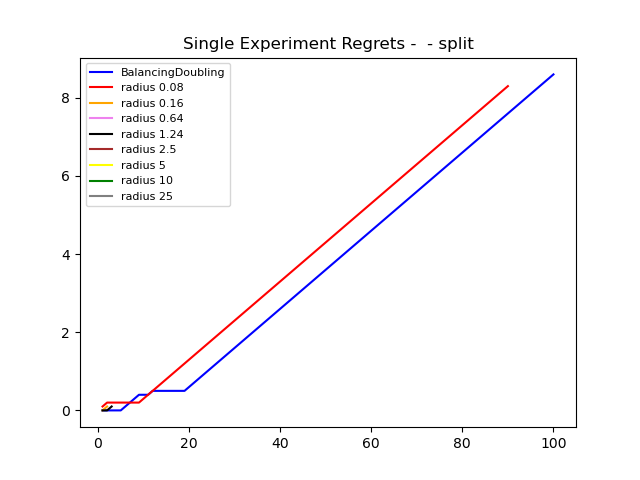 Single Experiment Regrets -  - split
BalancingDoubling
radius 0.08
radius 0.16
radius 0.64
radius 1.24
radius 2.5
radius 5
radius 10
radius 25
8
6
4
2
0
0 20 40 60 80 100